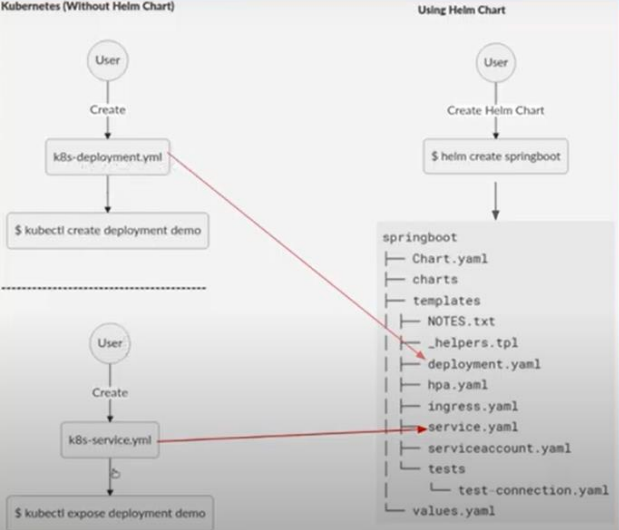 Kubernetes (Without Helm Chart)
User
Create
k8s-deployment.yml
$ kubectl create deployment demo
User
Create
k8s-service.yml
$ kubectl expose deployment demo
Using Helm Chart
User
Create Helm Chart
$ helm create springboot
springboot
Chart.yaml
charts
templates
NOTES.txt
_helpers.tpl
deployment.yaml
hpa.yaml
ingress.yaml
service.yaml
serviceaccount.yaml
tests
test-connection.yaml
values.yaml